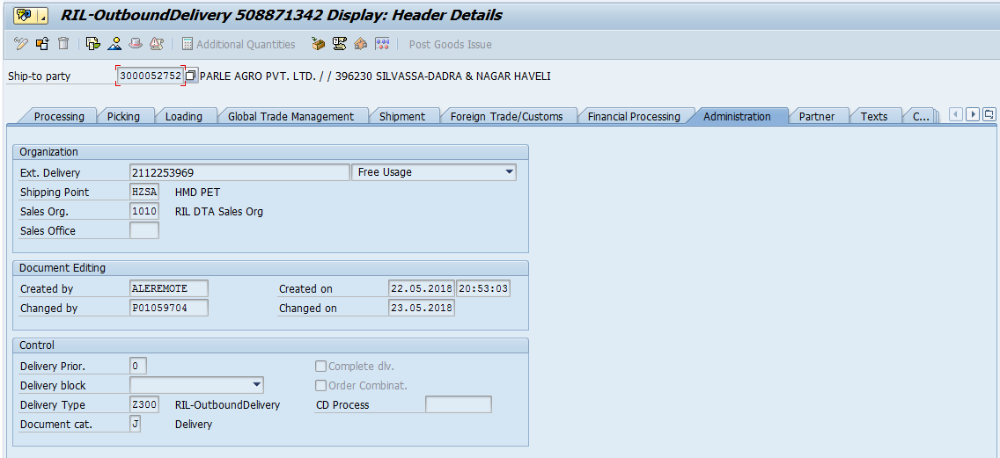 RIL-OutboundDelivery 508871342 Display: Header Details
Additional Quantities Post Goods Issue
Ship-to party 3000052752 PARLE AGRO PVT. LTD. / / 396230 SILVASSA-DADRA & NAGAR HAVELI
Processing Picking Loading Global Trade Management Shipment Foreign Trade/Customs Financial Processing Administration Partner Texts C...
Organization
Ext. Delivery 2112253969 Free Usage
Shipping Point HZSA HMD PET
Sales Org. 1010 RIL DTA Sales Org
Sales Office
Document Editing
Created by ALEREMOTE Created on 22.05.2018 20:53:03
Changed by P01059704 Changed on 23.05.2018
Control
Delivery Prior. 0 Complete dlv.
Delivery block Order Combinat.
Delivery Type Z300 RIL-OutboundDelivery CD Process
Document cat. J Delivery